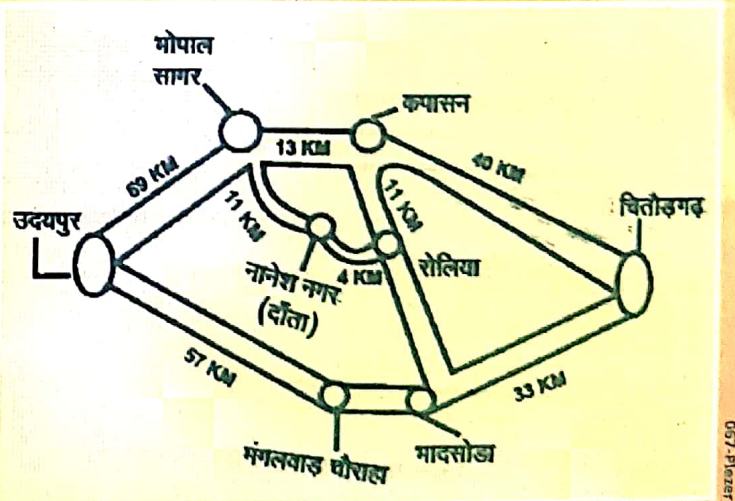 भोपाल
सागर
कपासन
13 KM
69 KM
40 KM
11 KM
11 KM
चितौड़गढ़
उदयपुर
रोलिया
4 KM
नानेश नगर
(दाँता)
57 KM
33 KM
मंगलवाड़ चौराहा
मादसोडा